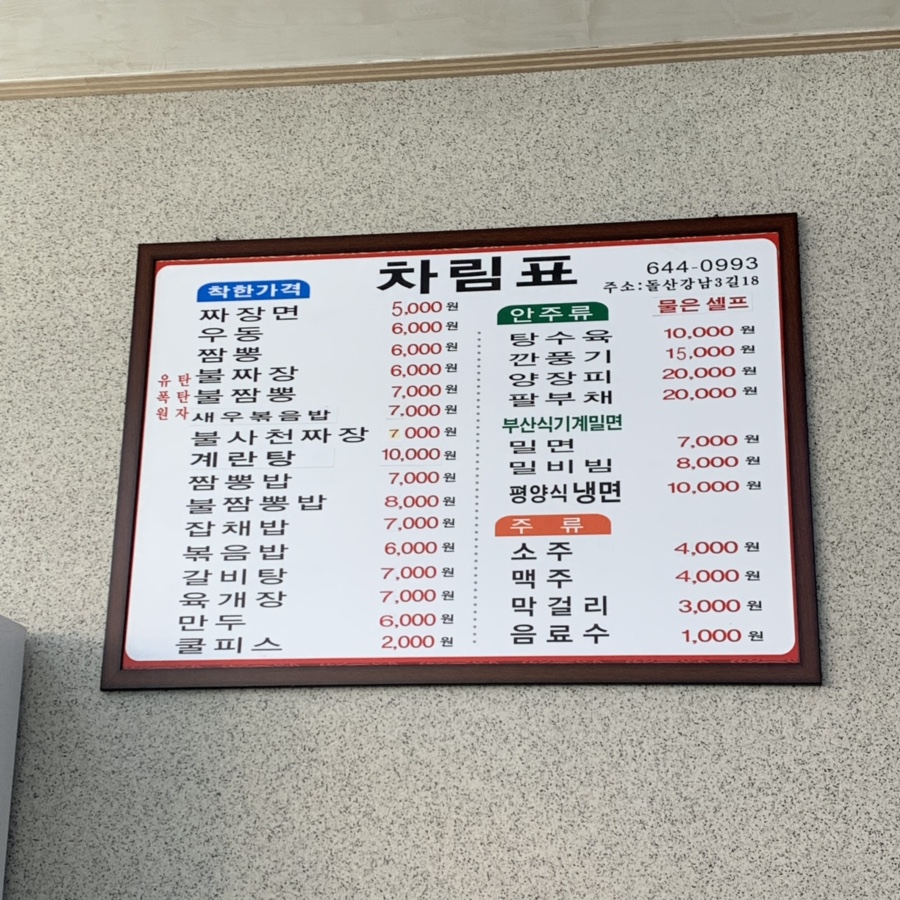 차림표
644-0993
주소:돌산강남3길18
물은 셀프
착한가격
짜장면 5,000원
우동 6,000원
짬뽕 6,000원
유탄 불짜장 6,000원
폭탄 불짬뽕 7,000원
원자 새우볶음밥 7.000원
불사천짜장 7 000원
계란탕 10,000원
짬뽕밥 7,000원
불짬뽕밥 8,000원
잡채밥 7,000원
볶음밥 6,000원
갈비탕 7,000원
육개장 7,000원
만두 6,000원
쿨피스 2,000원
안주류
탕수육 10,000원
깐풍기 15,000원
양장피 20,000원
팔부채 20,000원
부산식기계밀면
밀면 7,000원
밀비빔 8,000원
평양식냉면 10,000원
주 류
소주 4,000원
맥주 4,000원
막걸리 3,000원
음료수 1,000원